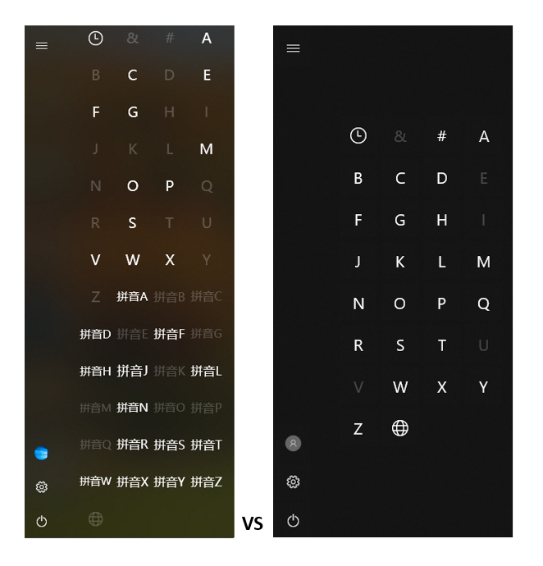 & # A
B C D E
F G H I
J K L M
N O P Q
R S T U
V W X Y
Z 拼音A 拼音B 拼音C
拼音D 拼音E 拼音F 拼音G
拼音H 拼音J 拼音K 拼音L
拼音M 拼音N 拼音O 拼音P
拼音Q 拼音R 拼音S 拼音T
拼音W 拼音X 拼音Y 拼音Z
VS
& # A
B C D E
F G H I
J K L M
N O P Q
R S T U
V W X Y
Z